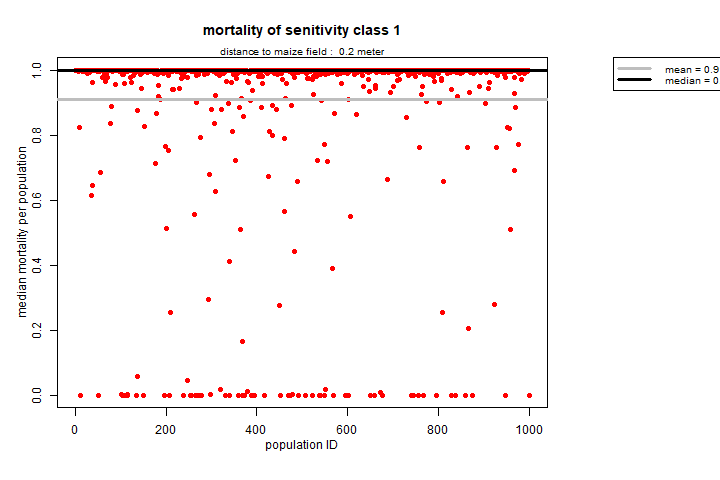 mortality of senitivity class 1
distance to maize field : 0.2 meter
mean = 0.9
median = 0
median mortality per population
1.0
0.8
0.6
0.4
0.2
0.0
0 200 400 600 800 1000
population ID